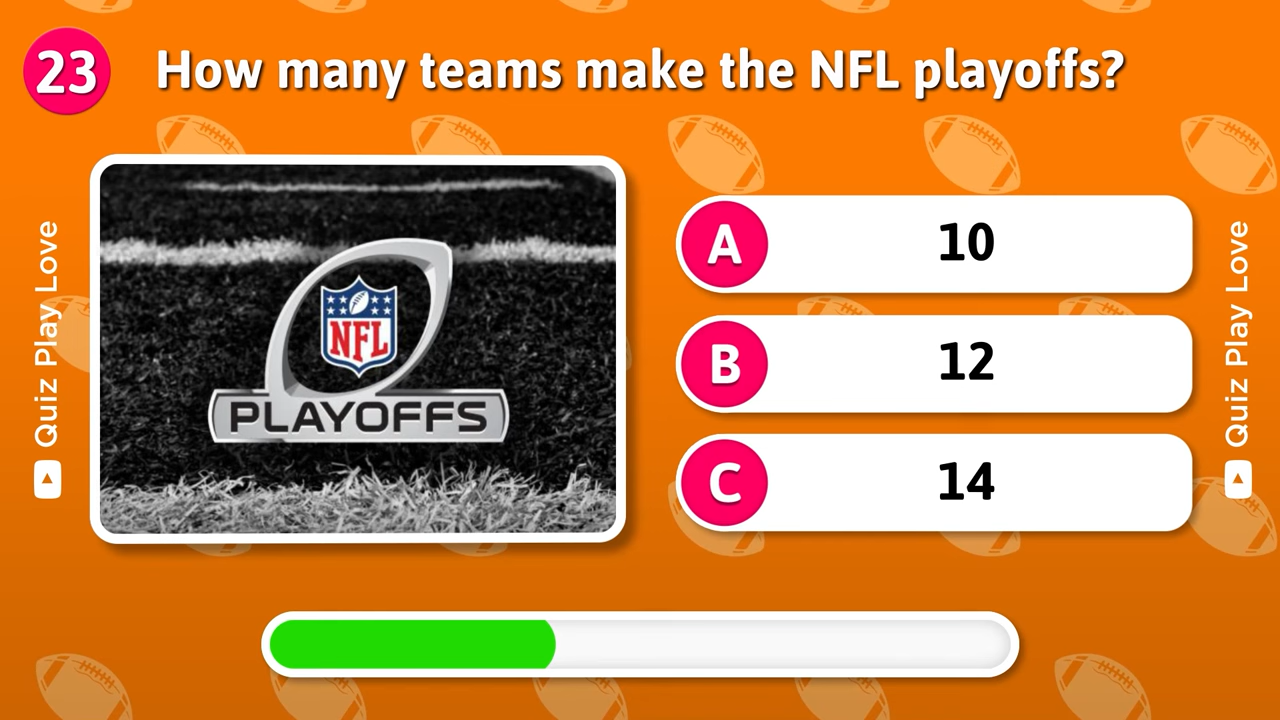 23
How many teams make the NFL playoffs?
Quiz Play Love
NFL
PLAYOFFS
A
10
B
12
C
14
Quiz Play Love